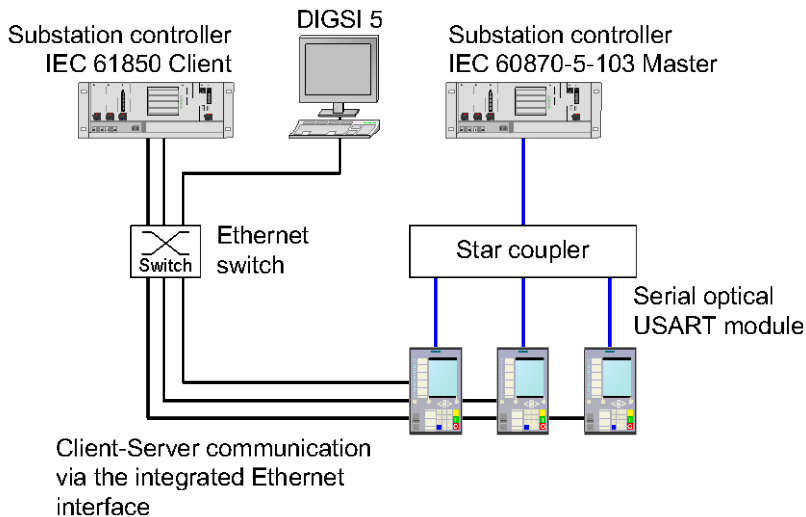 Substation controller
IEC 61850 Client
DIGSI 5
Substation controller
IEC 60870-5-103 Master
Switch
Ethernet
switch
Star coupler
Serial optical
USART module
Client-Server communication
via the integrated Ethernet
interface